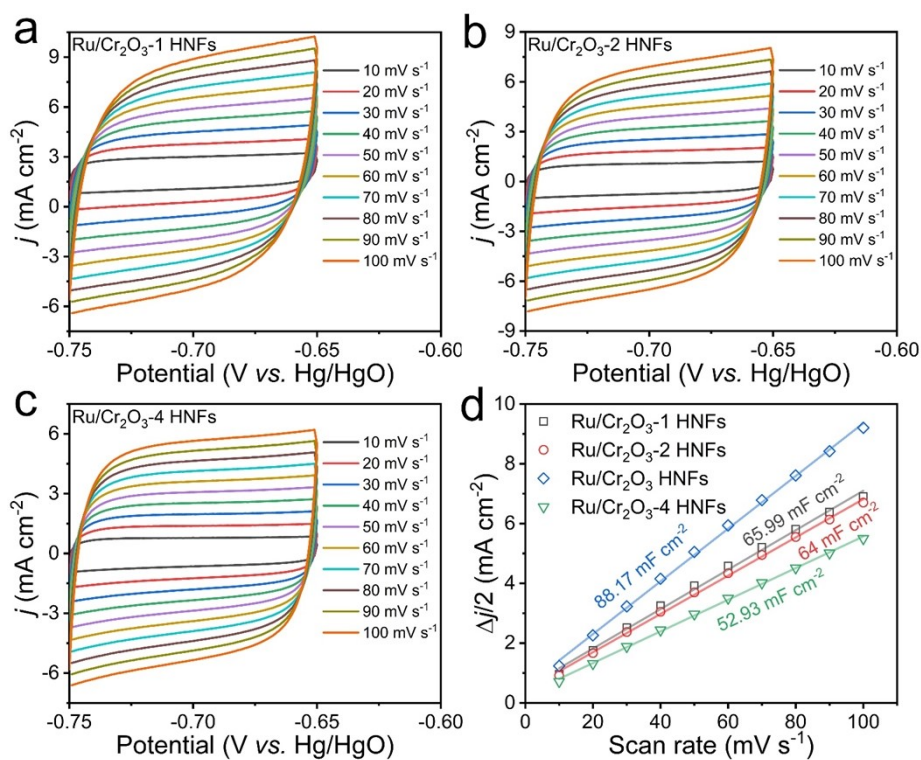 a
Ru/Cr₂O₃-1 HNFs
9
6
3
0
-3
-6
j (mA cm⁻²)
10 mV s⁻¹
20 mV s⁻¹
30 mV s⁻¹
40 mV s⁻¹
50 mV s⁻¹
60 mV s⁻¹
70 mV s⁻¹
80 mV s⁻¹
90 mV s⁻¹
100 mV s⁻¹
-0.75 -0.70 -0.65 -0.60
Potential (V vs. Hg/HgO)
b
Ru/Cr₂O₃-2 HNFs
9
6
3
0
-3
-6
-9
j (mA cm⁻²)
10 mV s⁻¹
20 mV s⁻¹
30 mV s⁻¹
40 mV s⁻¹
50 mV s⁻¹
60 mV s⁻¹
70 mV s⁻¹
80 mV s⁻¹
90 mV s⁻¹
100 mV s⁻¹
-0.75 -0.70 -0.65 -0.60
Potential (V vs. Hg/HgO)
c
Ru/Cr₂O₃-4 HNFs
6
3
0
-3
-6
j (mA cm⁻²)
10 mV s⁻¹
20 mV s⁻¹
30 mV s⁻¹
40 mV s⁻¹
50 mV s⁻¹
60 mV s⁻¹
70 mV s⁻¹
80 mV s⁻¹
90 mV s⁻¹
100 mV s⁻¹
-0.75 -0.70 -0.65 -0.60
Potential (V vs. Hg/HgO)
d
10
8
6
4
2
0
Δj/2 (mA cm⁻²)
Ru/Cr₂O₃-1 HNFs
Ru/Cr₂O₃-2 HNFs
Ru/Cr₂O₃ HNFs
Ru/Cr₂O₃-4 HNFs
88.17 mF cm⁻²
65.99 mF cm⁻²
64 mF cm⁻²
52.93 mF cm⁻²
0 20 40 60 80 100
Scan rate (mV s⁻¹)